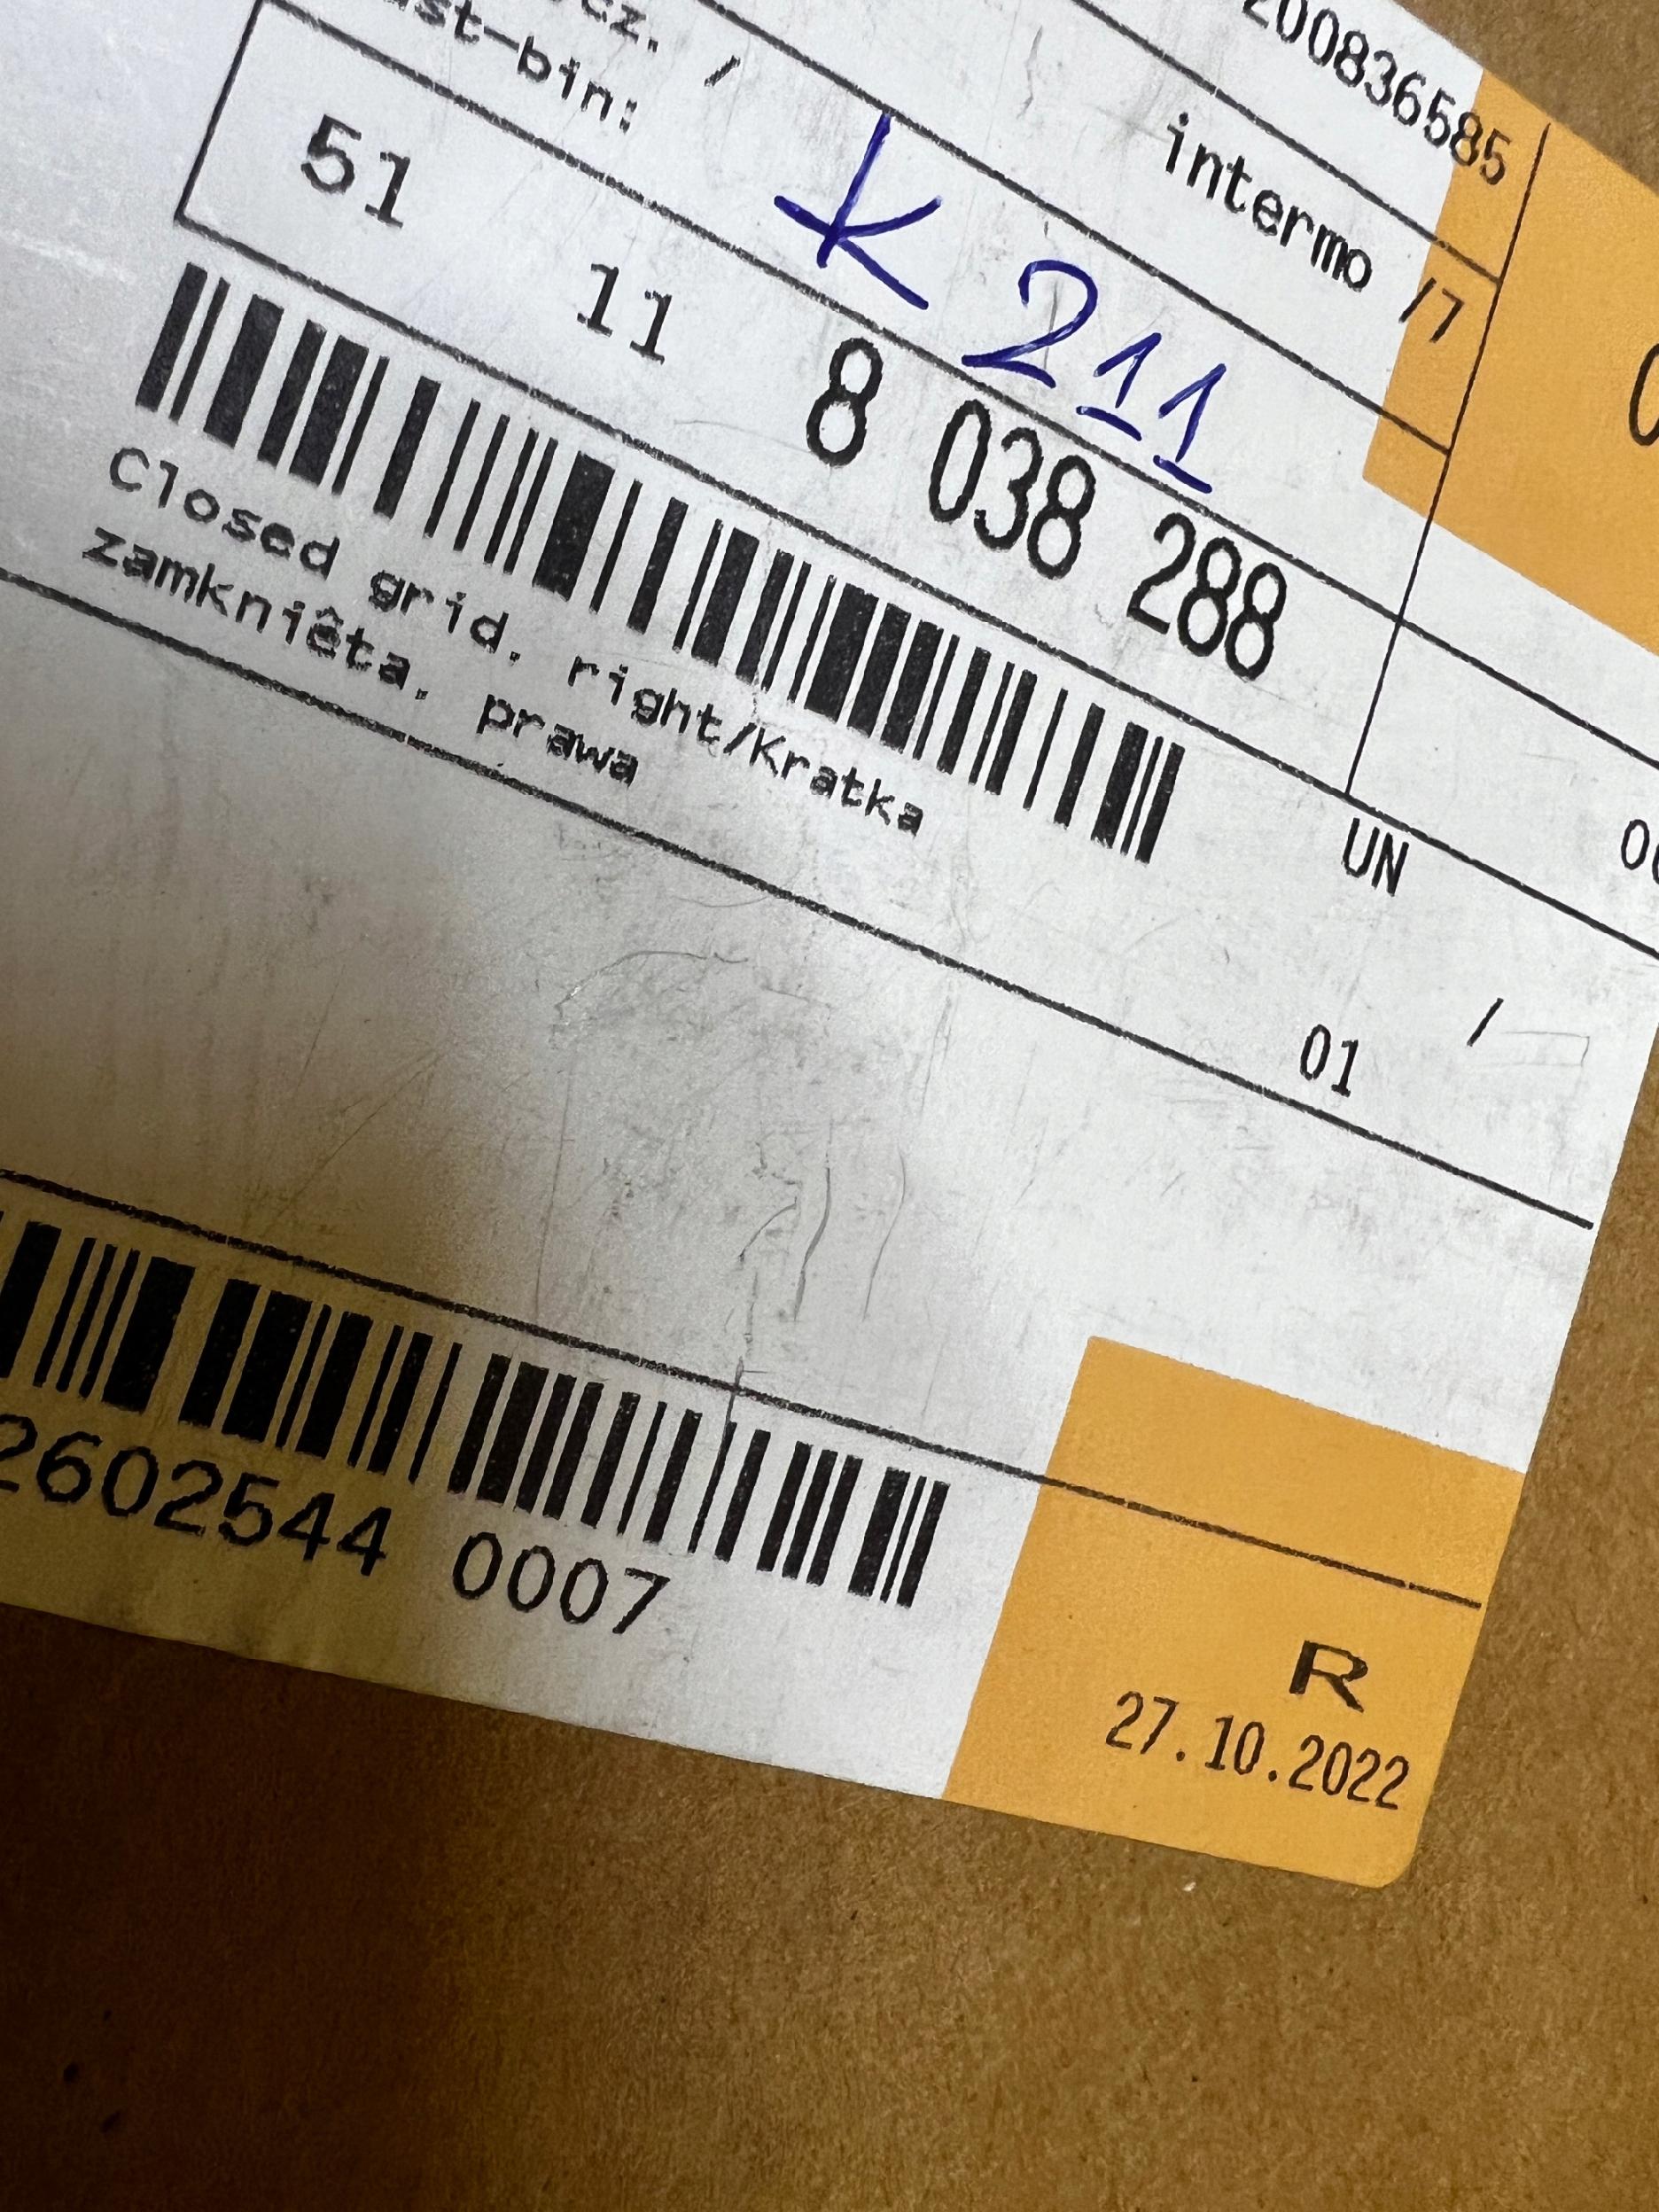 200836585
intermo /7
cz. /
st-bin:
K 211
51 11 8 038 288
Closed grid. right/Kratka
zamkniêta. prawa
UN
01 /
2602544 0007
R
27.10.2022